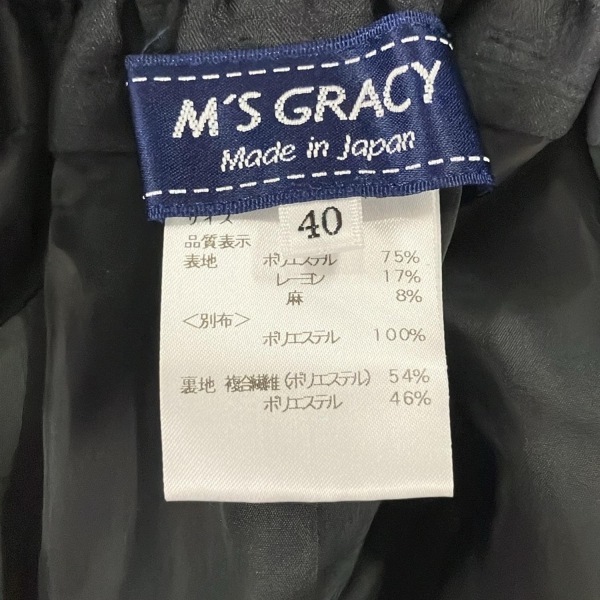 M'S GRACY
Made in Japan
サイズ 40
品質表示
表地 ポリエステル 75%
レーヨン 17%
麻 8%
<別布>
ポリエステル 100%
裏地 複合繊維(ポリエステル) 54%
ポリエステル 46%